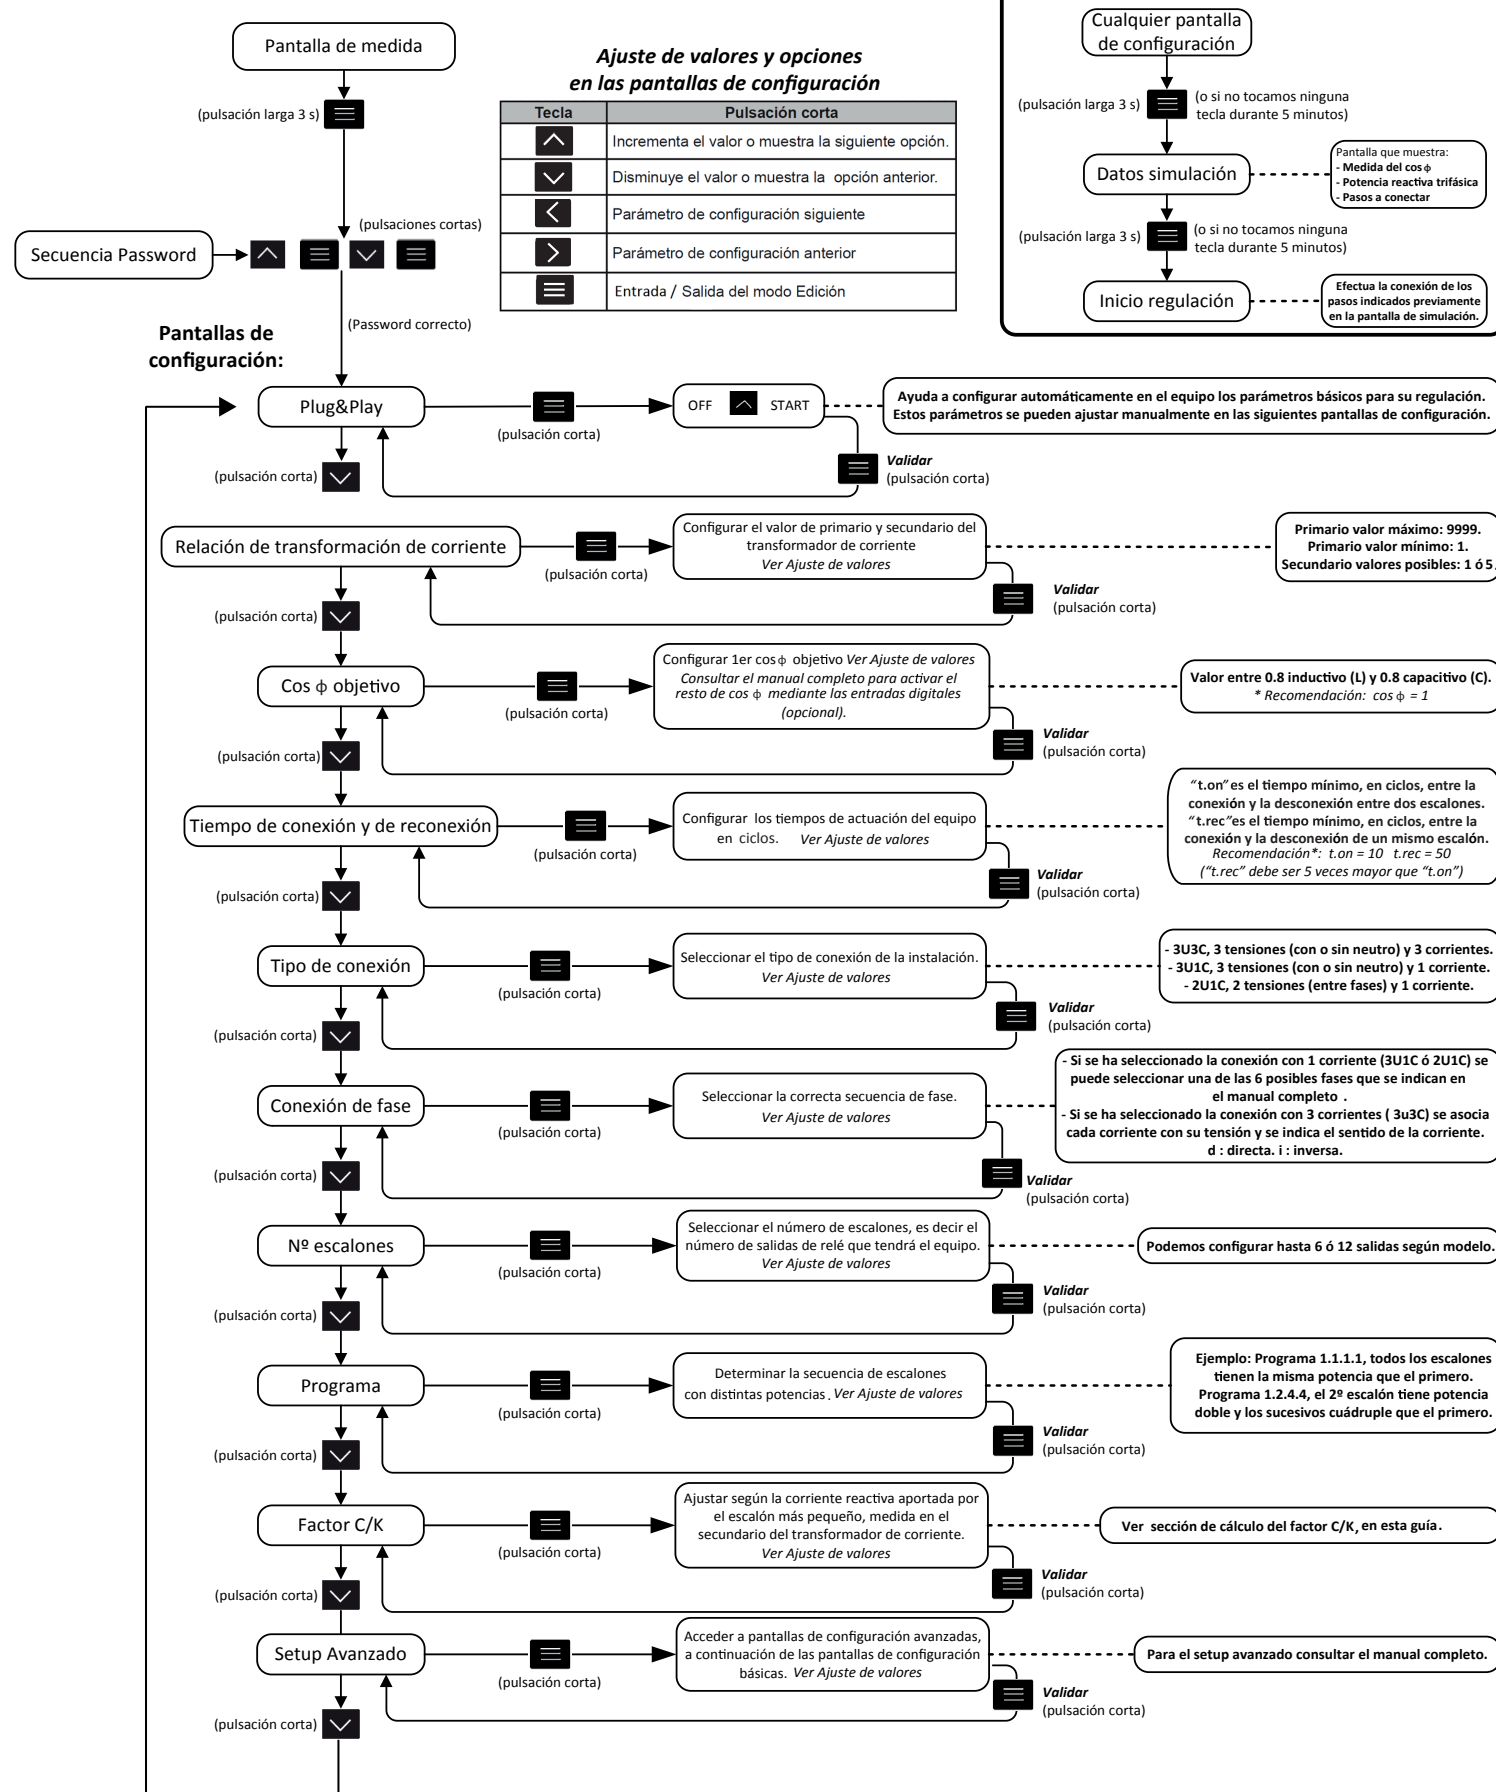 Pantalla de medida
(pulsación larga 3 s)
(pulsaciones cortas)
Secuencia Password
(Password correcto)
Ajuste de valores y opciones
en las pantallas de configuración
Tecla Pulsación corta
Incrementa el valor o muestra la siguiente opción.
Disminuye el valor o muestra la opción anterior.
Parámetro de configuración siguiente
Parámetro de configuración anterior
Entrada / Salida del modo Edición
Cualquier pantalla
de configuración
(pulsación larga 3 s)
(o si no tocamos ninguna
tecla durante 5 minutos)
Datos simulación
Pantalla que muestra:
- Medida del cos ϕ
- Potencia reactiva trifásica
- Pasos a conectar
(pulsación larga 3 s)
(o si no tocamos ninguna
tecla durante 5 minutos)
Inicio regulación
Efectua la conexión de los
pasos indicados previamente
en la pantalla de simulación.
Pantallas de
configuración:
Plug&Play
(pulsación corta)
OFF START
Ayuda a configurar automáticamente en el equipo los parámetros básicos para su regulación.
Estos parámetros se pueden ajustar manualmente en las siguientes pantallas de configuración.
Validar
(pulsación corta)
(pulsación corta)
Relación de transformación de corriente
(pulsación corta)
Configurar el valor de primario y secundario del
transformador de corriente
Ver Ajuste de valores
Primario valor máximo: 9999.
Primario valor mínimo: 1.
Secundario valores posibles: 1 ó 5.
Validar
(pulsación corta)
(pulsación corta)
Cos ϕ objetivo
(pulsación corta)
Configurar 1er cos ϕ objetivo Ver Ajuste de valores
Consultar el manual completo para activar el
resto de cos ϕ mediante las entradas digitales
(opcional).
Valor entre 0.8 inductivo (L) y 0.8 capacitivo (C).
* Recomendación: cos ϕ = 1
Validar
(pulsación corta)
(pulsación corta)
Tiempo de conexión y de reconexión
(pulsación corta)
Configurar los tiempos de actuación del equipo
en ciclos. Ver Ajuste de valores
“t.on” es el tiempo mínimo, en ciclos, entre la
conexión y la desconexión entre dos escalones.
“t.rec” es el tiempo mínimo, en ciclos, entre la
conexión y la desconexión de un mismo escalón.
Recomendación*: t.on = 10 t.rec = 50
(“t.rec” debe ser 5 veces mayor que “t.on”)
Validar
(pulsación corta)
(pulsación corta)
Tipo de conexión
(pulsación corta)
Seleccionar el tipo de conexión de la instalación.
Ver Ajuste de valores
- 3U3C, 3 tensiones (con o sin neutro) y 3 corrientes.
- 3U1C, 3 tensiones (con o sin neutro) y 1 corriente.
- 2U1C, 2 tensiones (entre fases) y 1 corriente.
Validar
(pulsación corta)
(pulsación corta)
Conexión de fase
(pulsación corta)
Seleccionar la correcta secuencia de fase.
Ver Ajuste de valores
- Si se ha seleccionado la conexión con 1 corriente (3U1C ó 2U1C) se
puede seleccionar una de las 6 posibles fases que se indican en
el manual completo .
- Si se ha seleccionado la conexión con 3 corrientes ( 3u3C) se asocia
cada corriente con su tensión y se indica el sentido de la corriente.
d : directa. i : inversa.
Validar
(pulsación corta)
(pulsación corta)
Nº escalones
(pulsación corta)
Seleccionar el número de escalones, es decir el
número de salidas de relé que tendrá el equipo.
Ver Ajuste de valores
Podemos configurar hasta 6 ó 12 salidas según modelo.
Validar
(pulsación corta)
(pulsación corta)
Programa
(pulsación corta)
Determinar la secuencia de escalones
con distintas potencias. Ver Ajuste de valores
Ejemplo: Programa 1.1.1.1, todos los escalones
tienen la misma potencia que el primero.
Programa 1.2.4.4, el 2º escalón tiene potencia
doble y los sucesivos cuádruple que el primero.
Validar
(pulsación corta)
(pulsación corta)
Factor C/K
(pulsación corta)
Ajustar según la corriente reactiva aportada por
el escalón más pequeño, medida en el
secundario del transformador de corriente.
Ver Ajuste de valores
Ver sección de cálculo del factor C/K, en esta guía.
Validar
(pulsación corta)
(pulsación corta)
Setup Avanzado
(pulsación corta)
Acceder a pantallas de configuración avanzadas,
a continuación de las pantallas de configuración
básicas. Ver Ajuste de valores
Para el setup avanzado consultar el manual completo.
Validar
(pulsación corta)
(pulsación corta)